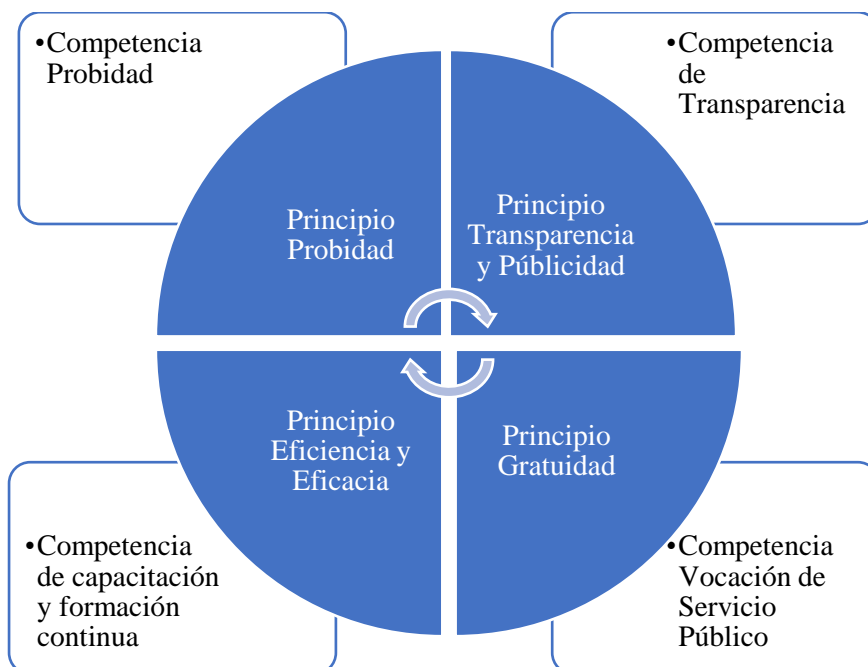 •Competencia
Probidad
•Competencia
de
Transparencia
Principio
Probidad
Principio
Transparencia
y Públicidad
Principio
Eficiencia y
Eficacia
Principio
Gratuidad
•Competencia
de capacitación
y formación
continua
•Competencia
Vocación de
Servicio
Público